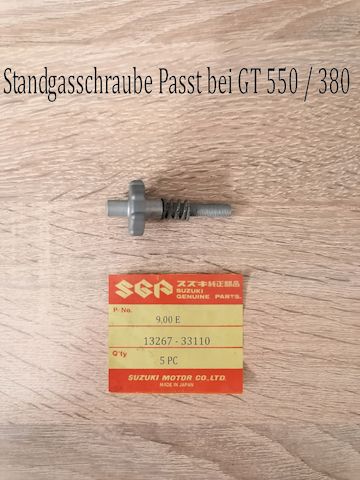 Standgasschraube Passt bei GT 550 / 380
SGP スズキ純正部品
SUZUKI
GENUINE PARTS.
P-No.
9,00 E
13267 - 33110
Q'ty
5 PC
SUZUKI MOTOR CO., LTD.
MADE IN JAPAN